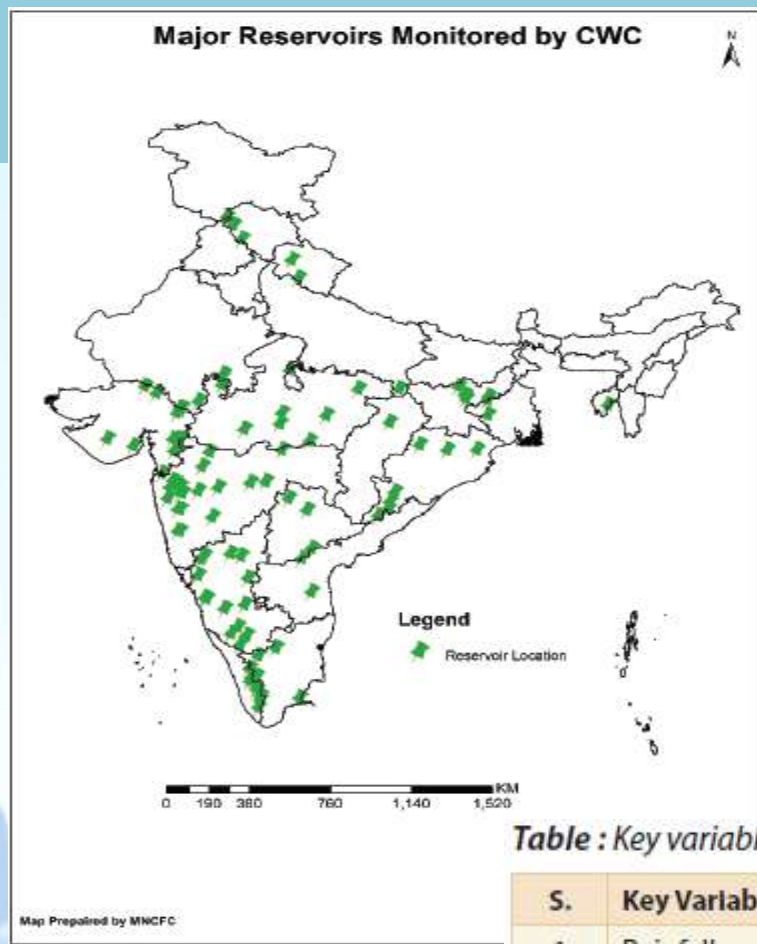 Major Reservoirs Monitored by CWC
N
Legend
Reservoir Location
KM
0 190 380 760 1,140 1,520
Map Prepaired by MNCFC
Table : Key variabl
S. Key Variab